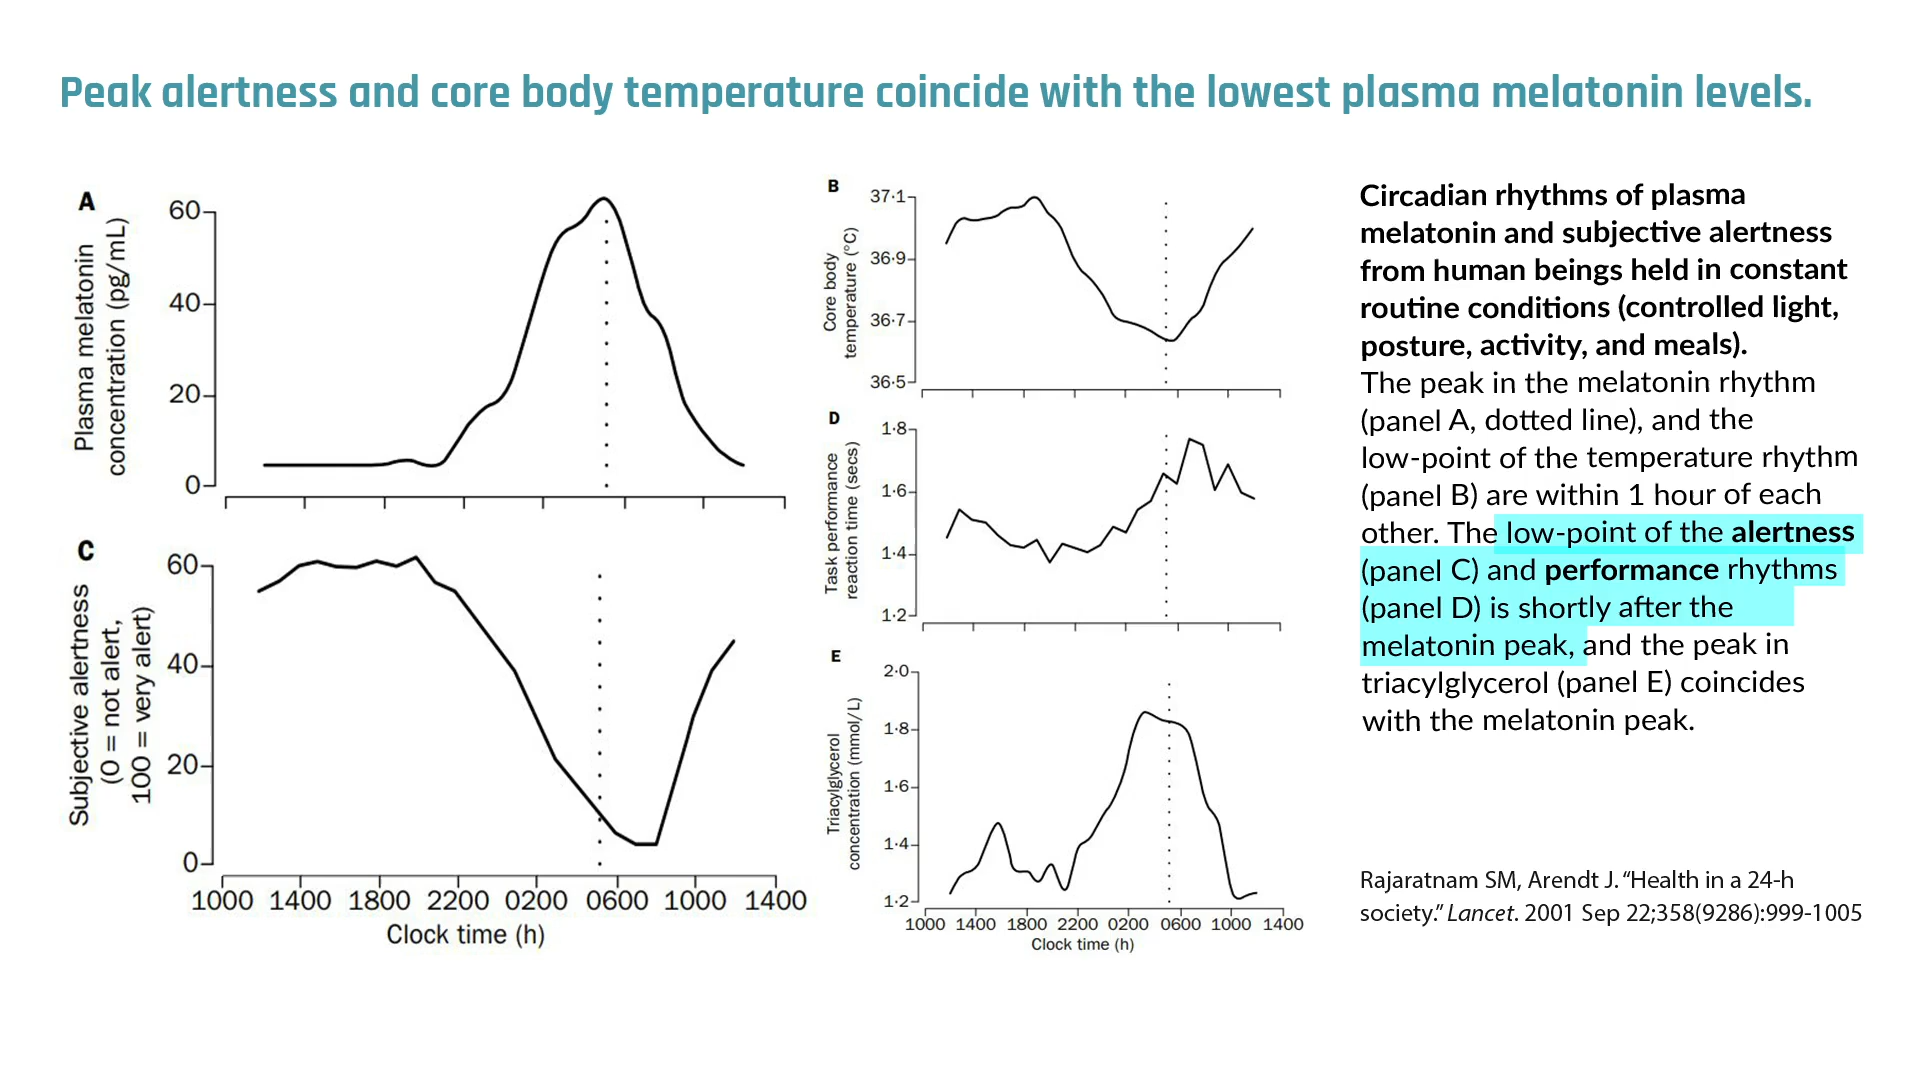 Peak alertness and core body temperature coincide with the lowest plasma melatonin levels.
A
Plasma melatonin
concentration (pg/mL)
60
40
20
0
C
Subjective alertness
(0 = not alert,
100 = very alert)
60
40
20
0
1000 1400 1800 2200 0200 0600 1000 1400
Clock time (h)
B
Core body
temperature (°C)
37·1
36·9
36·7
36·5
D
Task performance
reaction time (secs)
1·8
1·6
1·4
1·2
E
Triacylglycerol
concentration (mmol/L)
2·0
1·8
1·6
1·4
1·2
1000 1400 1800 2200 0200 0600 1000 1400
Clock time (h)
Circadian rhythms of plasma
melatonin and subjective alertness
from human beings held in constant
routine conditions (controlled light,
posture, activity, and meals).
The peak in the melatonin rhythm
(panel A, dotted line), and the
low-point of the temperature rhythm
(panel B) are within 1 hour of each
other. The low-point of the alertness
(panel C) and performance rhythms
(panel D) is shortly after the
melatonin peak, and the peak in
triacylglycerol (panel E) coincides
with the melatonin peak.
Rajaratnam SM, Arendt J. “Health in a 24-h
society.” Lancet. 2001 Sep 22;358(9286):999-1005